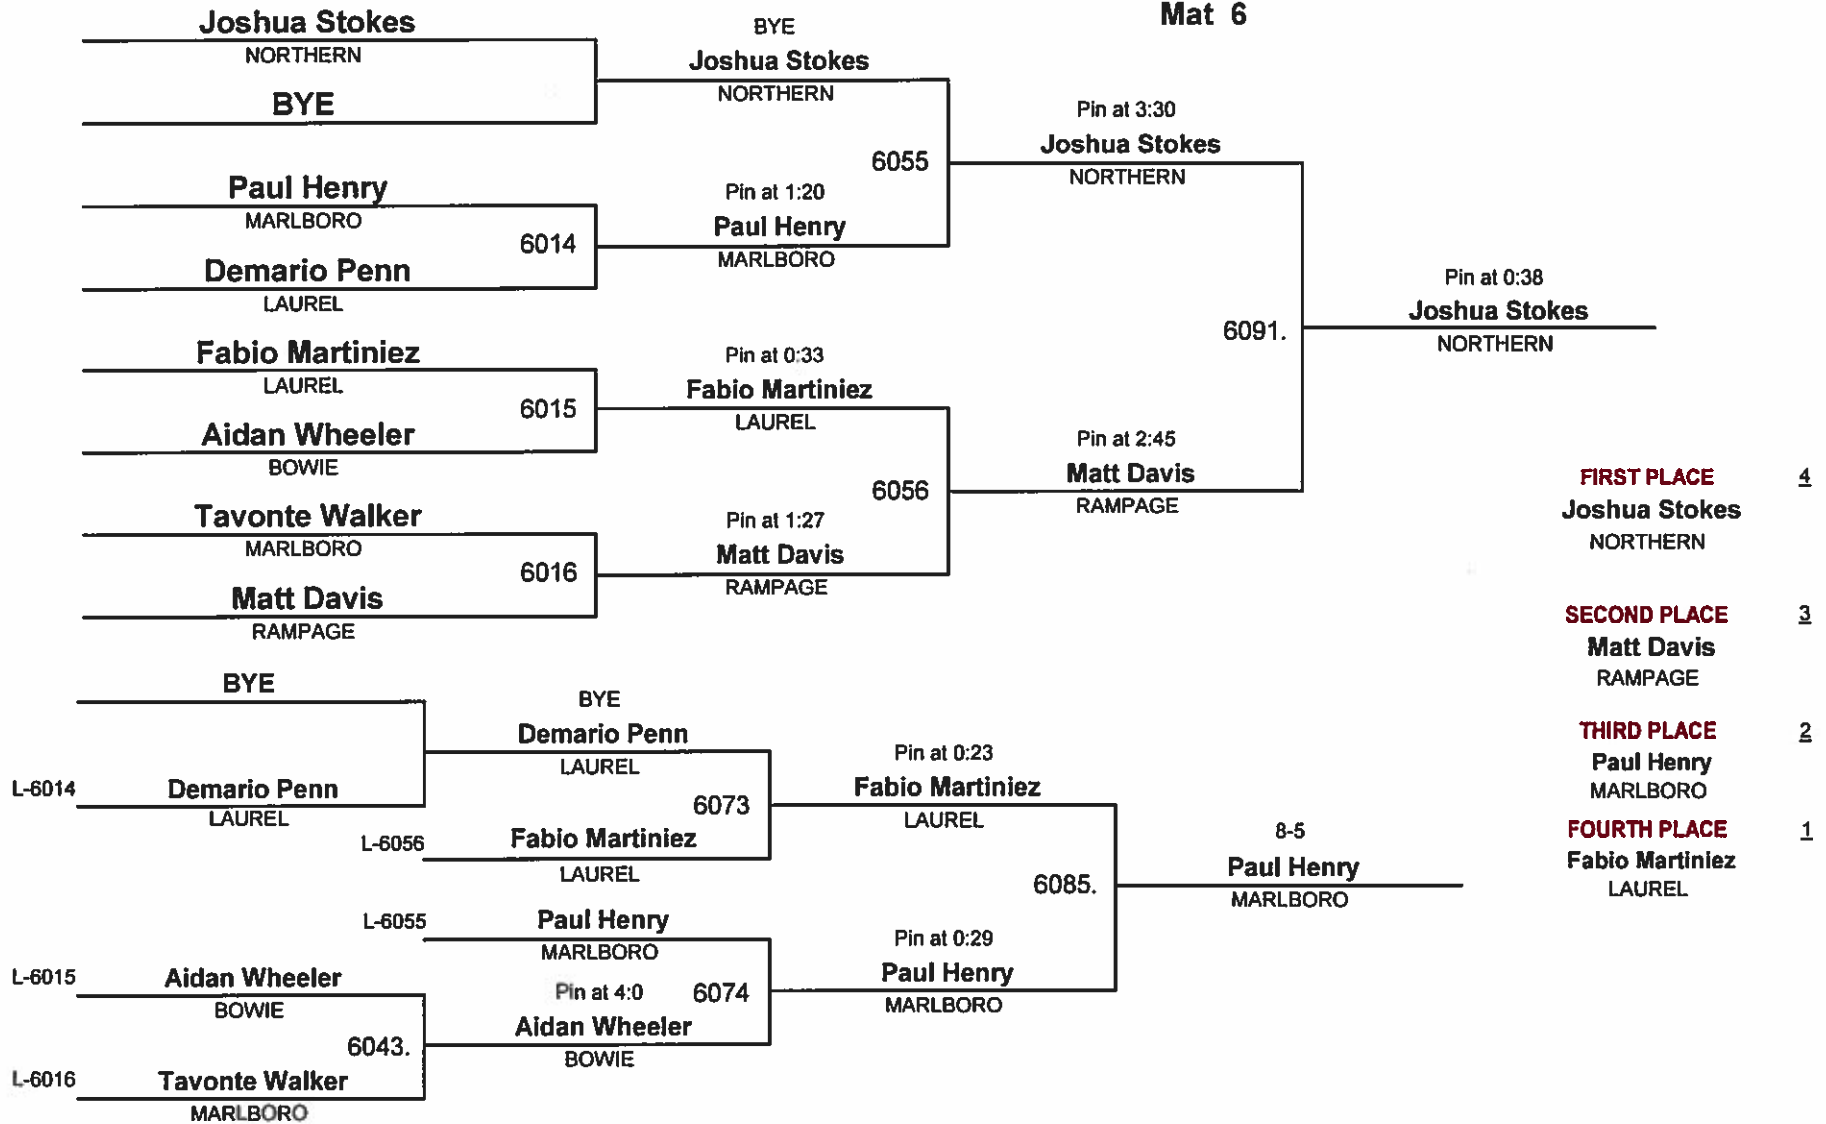 Mat 6
Joshua Stokes
NORTHERN
BYE
Paul Henry
MARLBORO
6014
Demario Penn
LAUREL
Fabio Martiniez
LAUREL
6015
Aidan Wheeler
BOWIE
Tavonte Walker
MARLBORO
6016
Matt Davis
RAMPAGE
BYE
Joshua Stokes
NORTHERN
6055
Pin at 1:20
Paul Henry
MARLBORO
Pin at 0:33
Fabio Martiniez
LAUREL
6056
Pin at 1:27
Matt Davis
RAMPAGE
Pin at 3:30
Joshua Stokes
NORTHERN
6091.
Pin at 2:45
Matt Davis
RAMPAGE
Pin at 0:38
Joshua Stokes
NORTHERN
FIRST PLACE 4
Joshua Stokes
NORTHERN
SECOND PLACE 3
Matt Davis
RAMPAGE
THIRD PLACE 2
Paul Henry
MARLBORO
FOURTH PLACE 1
Fabio Martiniez
LAUREL
BYE
L-6014 Demario Penn
LAUREL
L-6015 Aidan Wheeler
BOWIE
6043.
L-6016 Tavonte Walker
MARLBORO
BYE
Demario Penn
LAUREL
6073
L-6056 Fabio Martiniez
LAUREL
L-6055 Paul Henry
MARLBORO
Pin at 4:0 6074
Aidan Wheeler
BOWIE
Pin at 0:23
Fabio Martiniez
LAUREL
6085.
Pin at 0:29
Paul Henry
MARLBORO
8-5
Paul Henry
MARLBORO